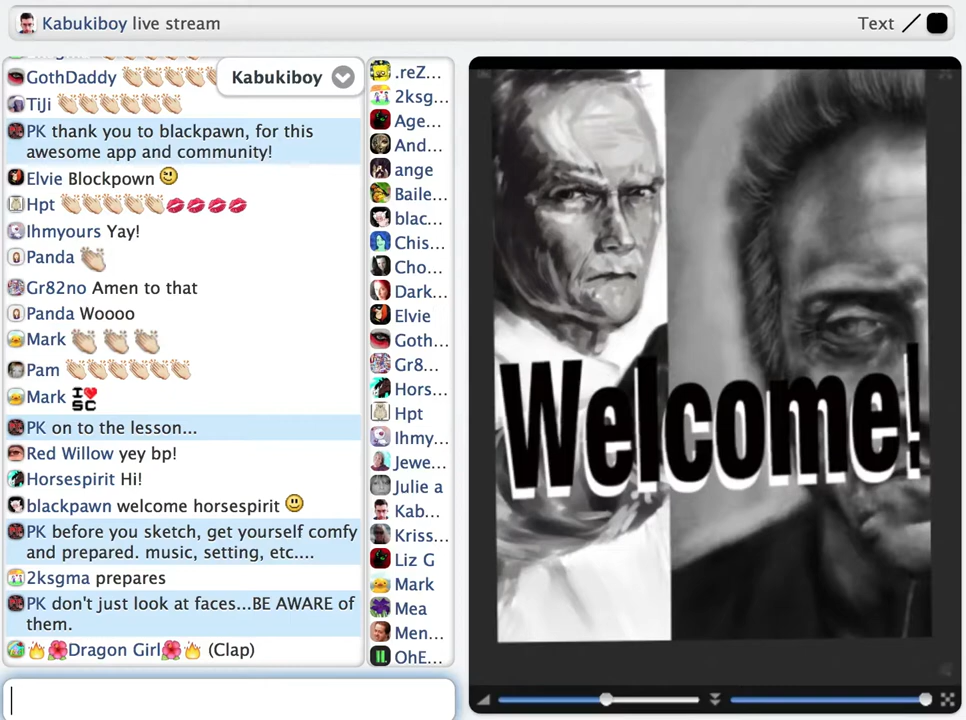 Kabukiboy live stream
Text
GothDaddy
Kabukiboy
TiJi
PK thank you to blackpawn, for this
awesome app and community!
Elvie Blockpown
Hpt
Ihmyours Yay!
Panda
Gr82no Amen to that
Panda Woooo
Mark
Pam
Mark I ❤ SC
PK on to the lesson...
Red Willow yey bp!
Horsespirit Hi!
blackpawn welcome horsespirit
PK before you sketch, get yourself comfy
and prepared. music, setting, etc....
2ksgma prepares
PK don't just look at faces...BE AWARE of
them.
Dragon Girl (Clap)
.reZ...
2ksg...
Age...
And...
ange
Baile...
blac...
Chis...
Cho...
Dark...
Elvie
Goth...
Gr8...
Hors...
Hpt
Ihmy...
Jewe...
Julie a
Kab...
Kriss...
Liz G
Mark
Mea
Men...
OhE...
Welcome!